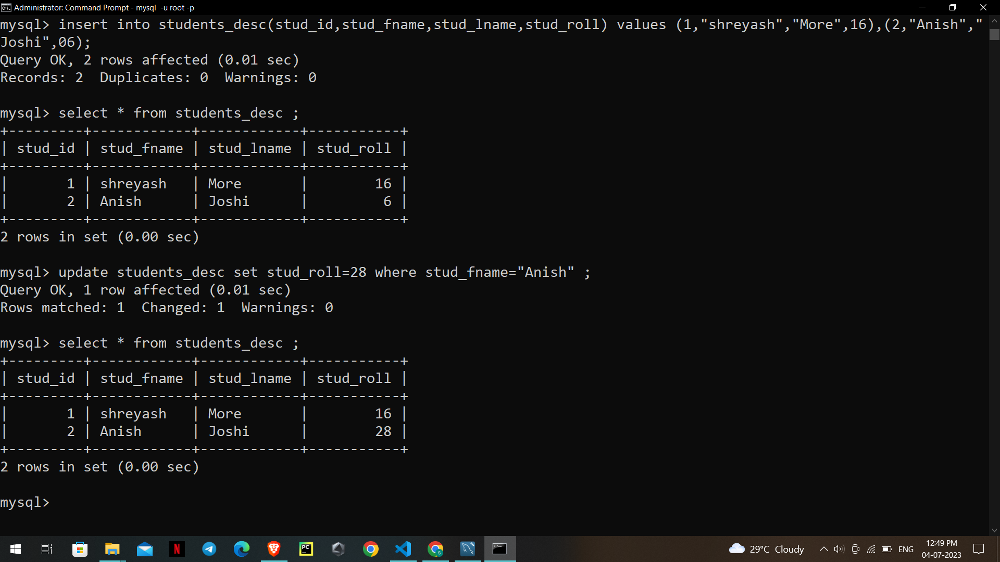 Administrator: Command Prompt - mysql  -u root -p
mysql> insert into students_desc(stud_id,stud_fname,stud_lname,stud_roll) values (1,"shreyash","More",16),(2,"Anish","
Joshi",06);
Query OK, 2 rows affected (0.01 sec)
Records: 2  Duplicates: 0  Warnings: 0
mysql> select * from students_desc ;
+---------+------------+------------+-----------+
| stud_id | stud_fname | stud_lname | stud_roll |
+---------+------------+------------+-----------+
|       1 | shreyash   | More       |        16 |
|       2 | Anish      | Joshi      |         6 |
+---------+------------+------------+-----------+
2 rows in set (0.00 sec)
mysql> update students_desc set stud_roll=28 where stud_fname="Anish" ;
Query OK, 1 row affected (0.01 sec)
Rows matched: 1  Changed: 1  Warnings: 0
mysql> select * from students_desc ;
+---------+------------+------------+-----------+
| stud_id | stud_fname | stud_lname | stud_roll |
+---------+------------+------------+-----------+
|       1 | shreyash   | More       |        16 |
|       2 | Anish      | Joshi      |        28 |
+---------+------------+------------+-----------+
2 rows in set (0.00 sec)
mysql>
29°C  Cloudy
ENG
12:49 PM
04-07-2023